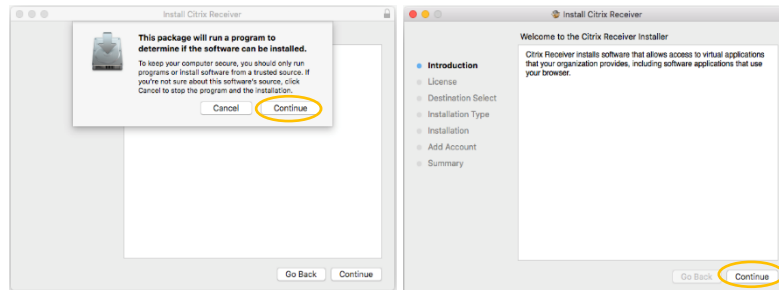 Install Citrix Receiver
This package will run a program to
determine if the software can be installed.
To keep your computer secure, you should only run
programs or install software from a trusted source. If
you're not sure about this software's source, click
Cancel to stop the program and the installation.
Cancel
Continue
Go Back
Continue
Install Citrix Receiver
Welcome to the Citrix Receiver Installer
Introduction
License
Destination Select
Installation Type
Installation
Add Account
Summary
Citrix Receiver installs software that allows access to virtual applications
that your organization provides, including software applications that use
your browser.
Go Back
Continue